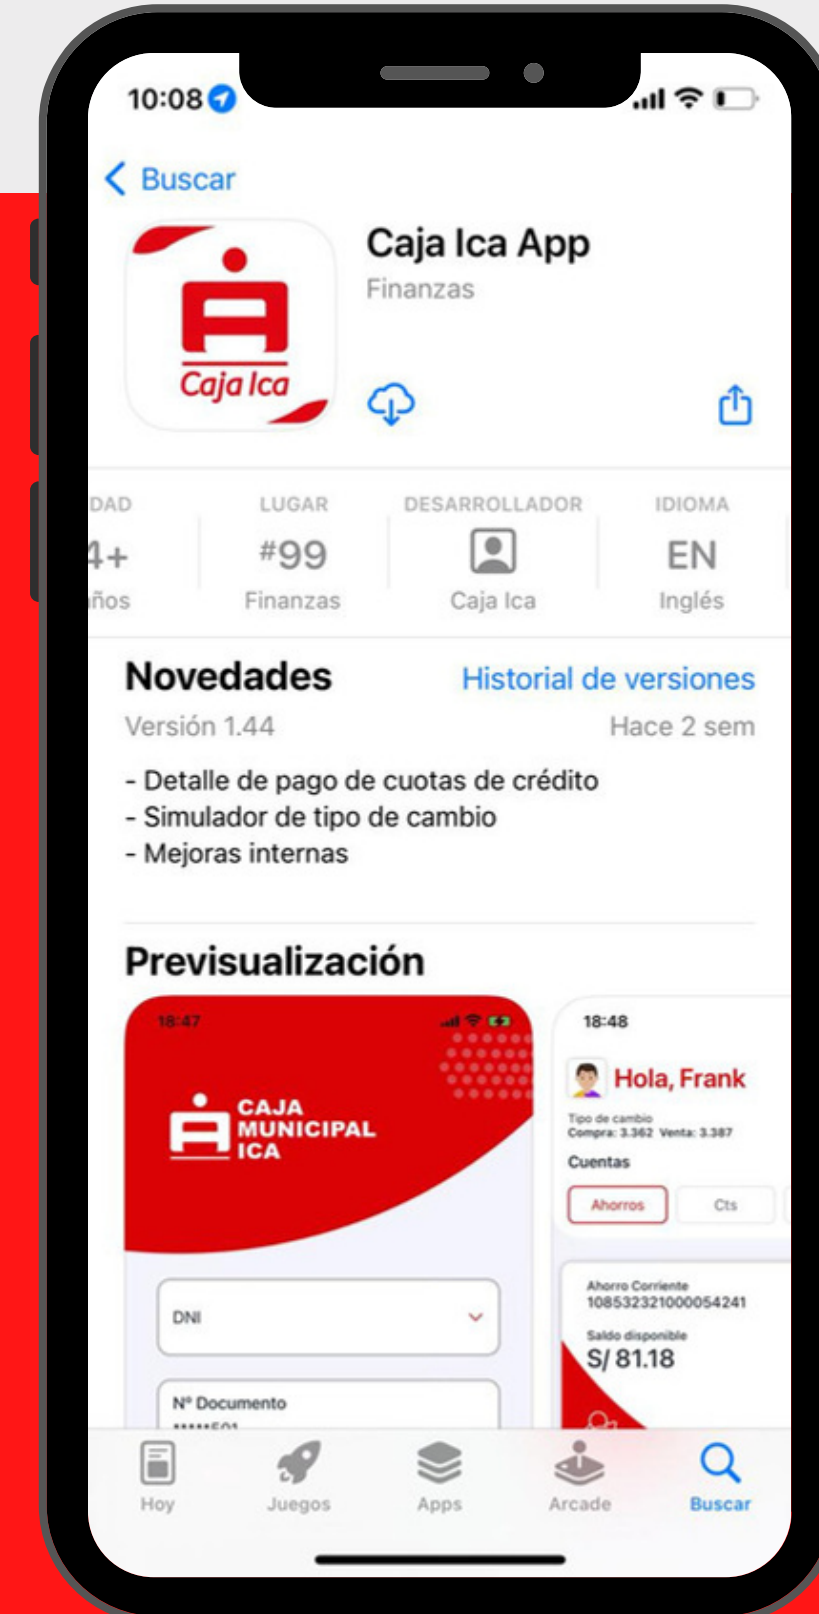 10:08
Buscar
Caja Ica
Caja Ica App
Finanzas
DAD
LUGAR
DESARROLLADOR
IDIOMA
4+
#99
EN
ños
Finanzas
Caja Ica
Inglés
Novedades
Historial de versiones
Versión 1.44
Hace 2 sem
- Detalle de pago de cuotas de crédito
- Simulador de tipo de cambio
- Mejoras internas
Previsualización
18:47
CAJA
MUNICIPAL
ICA
DNI
N° Documento
*****501
18:48
Hola, Frank
Tipo de cambio
Compra: 3.362 Venta: 3.387
Cuentas
Ahorros
Cts
Ahorro Corriente
108532321000054241
Saldo disponible
S/ 81.18
Hoy
Juegos
Apps
Arcade
Buscar